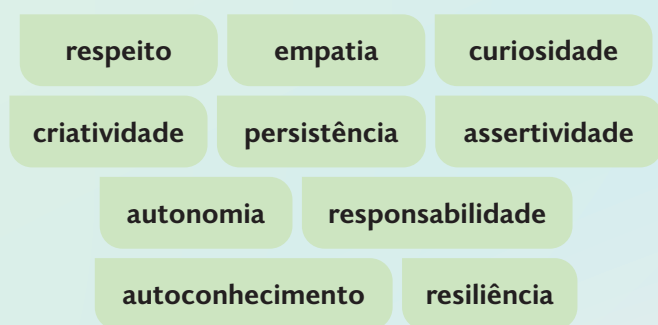 respeito empatia curiosidade
criatividade persistência assertividade
autonomia responsabilidade
autoconhecimento resiliência